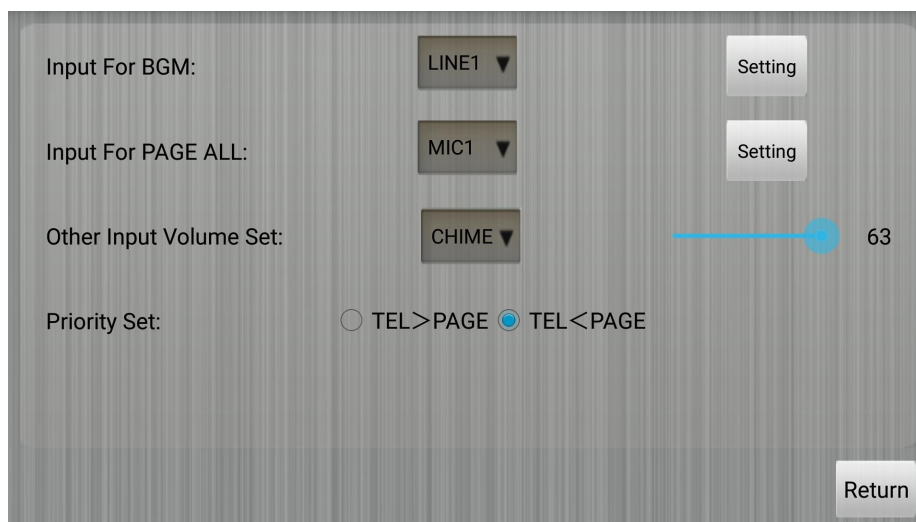 Input For BGM: LINE1 ▼ Setting
Input For PAGE ALL: MIC1 ▼ Setting
Other Input Volume Set: CHIME ▼ 63
Priority Set: TEL>PAGE TEL<PAGE
Return